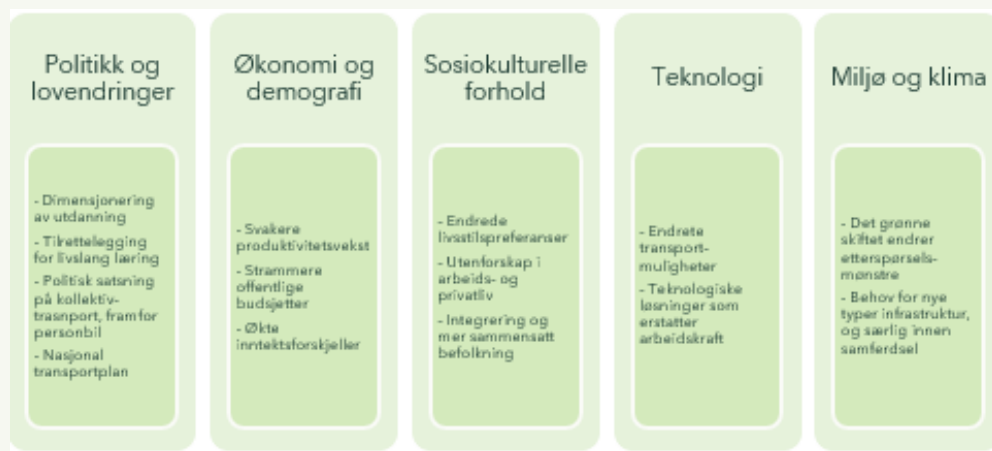 Politikk og
lovendringer
- Dimensjonering
av utdanning
- Tilrettelegging
for livslang læring
- Politisk satsning
på kollektiv-
trasnport, framfor
personbil
- Nasjonal
transportplan
Økonomi og
demografi
- Svakere
produktivitetsvekst
- Strammere
offentlige
budsjetter
- Økte
inntektsforskjeller
Sosiokulturelle
forhold
- Endrede
livsstilspreferanser
- Utenforskap i
arbeids- og
privatliv
- Integrering og
mer sammensatt
befolkning
Teknologi
- Endrete
transport-
muligheter
- Teknologiske
løsninger som
erstatter
arbeidskraft
Miljø og klima
- Det grønne
skiftet endrer
etterspørsels-
mønstre
- Behov for nye
typer infrastruktur,
og særlig innen
samferdsel